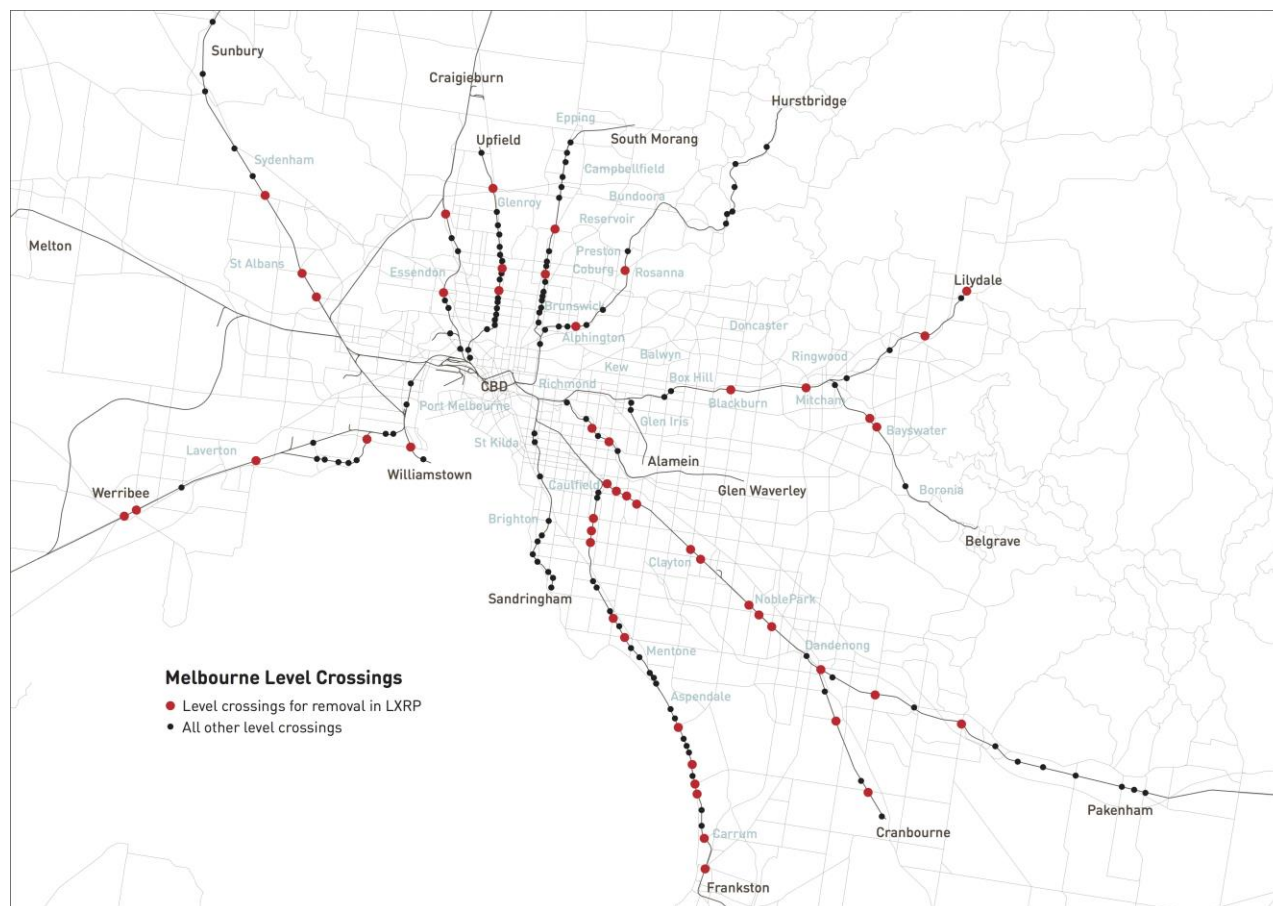 Sunbury
Craigieburn
Hurstbridge
Epping
Upfield
South Morang
Sydenham
Campbellfield
Glenroy
Bundoora
Reservoir
Melton
Preston
St Albans
Essendon
Coburg
Rosanna
Lilydale
Brunswick
Doncaster
Alphington
Balwyn
Ringwood
Kew
CBD
Richmond
Box Hill
Port Melbourne
Blackburn
Mitcham
Glen Iris
Bayswater
St Kilda
Laverton
Alamein
Williamstown
Caulfield
Glen Waverley
Werribee
Boronia
Brighton
Belgrave
Clayton
Sandringham
NoblePark
Dandenong
Mentone
Melbourne Level Crossings
Level crossings for removal in LXRP
All other level crossings
Aspendale
Pakenham
Carrum
Cranbourne
Frankston